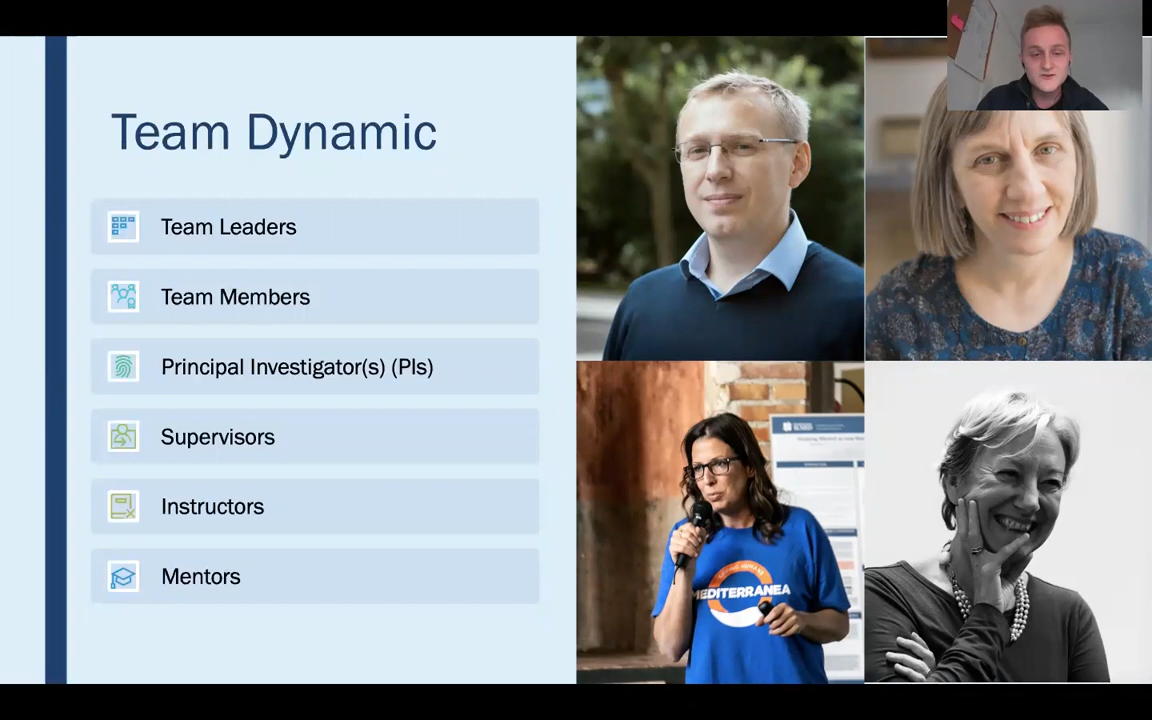 Team Dynamic
Team Leaders
Team Members
Principal Investigator(s) (PIs)
Supervisors
Instructors
Mentors
MEDITERRANEA